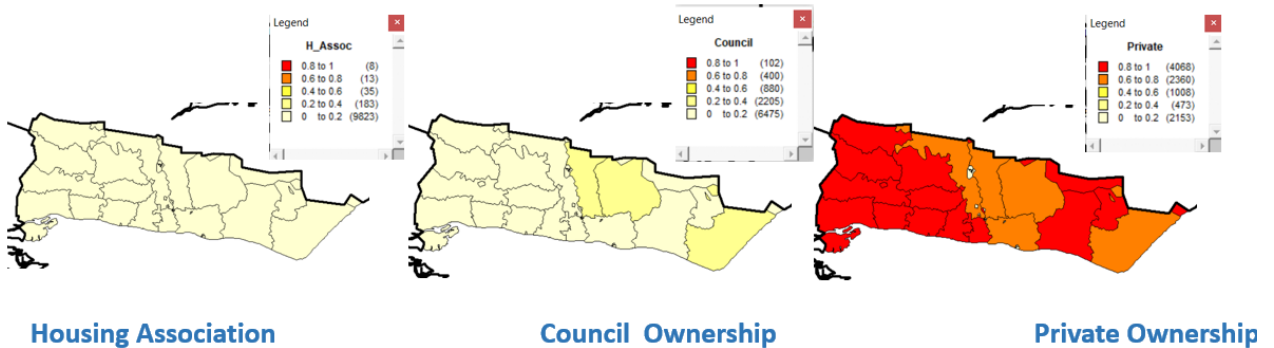 Legend
H_Assoc
0.8 to 1 (8)
0.6 to 0.8 (13)
0.4 to 0.6 (35)
0.2 to 0.4 (183)
0 to 0.2 (9823)
Legend
Council
0.8 to 1 (102)
0.6 to 0.8 (400)
0.4 to 0.6 (880)
0.2 to 0.4 (2205)
0 to 0.2 (6475)
Legend
Private
0.8 to 1 (4068)
0.6 to 0.8 (2360)
0.4 to 0.6 (1008)
0.2 to 0.4 (473)
0 to 0.2 (2153)
Housing Association
Council Ownership
Private Ownership